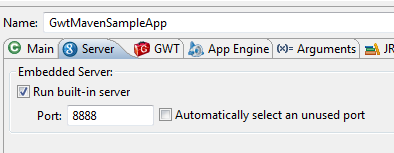 Name: GwtMavenSampleApp
Main Server GWT App Engine (x)= Arguments JR
Embedded Server:
Run built-in server
Port: 8888 Automatically select an unused port